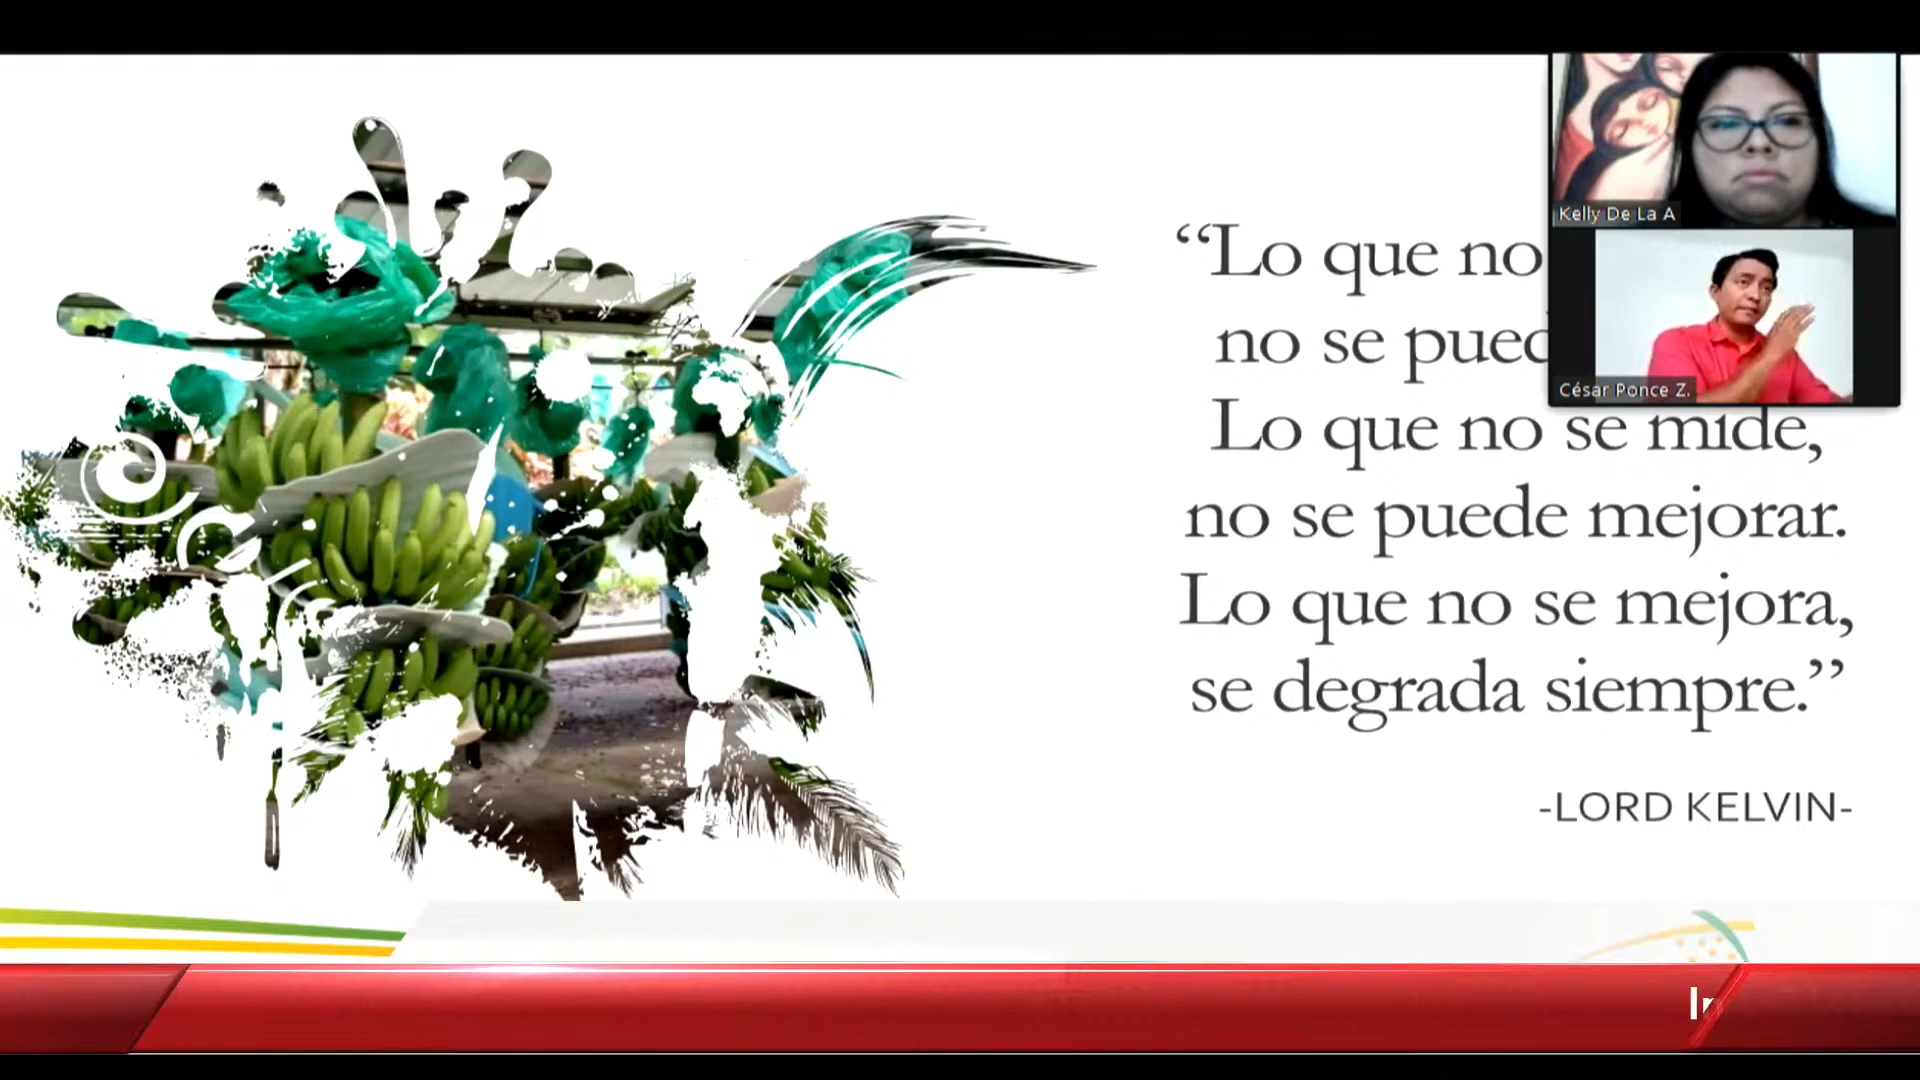 “Lo que no
no se pued
Lo que no se mide,
no se puede mejorar.
Lo que no se mejora,
se degrada siempre.”
-LORD KELVIN-
Kelly De La A
César Ponce Z.